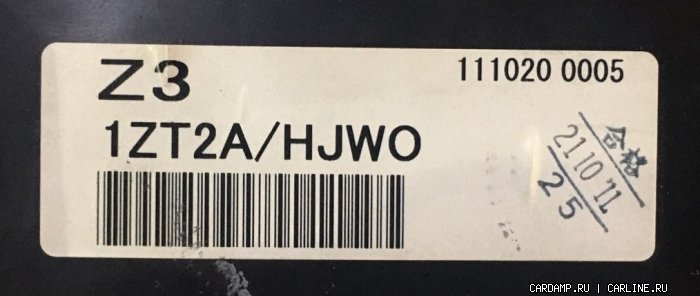 Z3
111020 0005
1ZT2A/HJWO
合格
21 10 11
25
CARDAMP.RU | CARLINE.RU